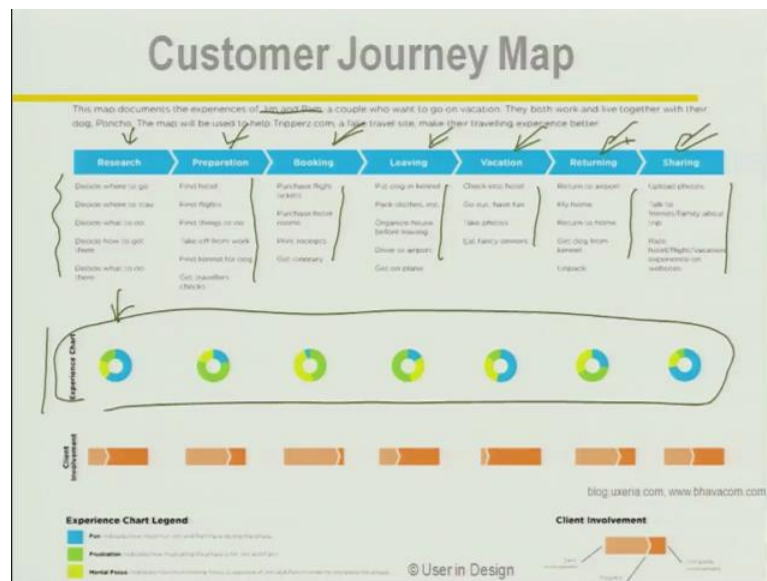 Customer Journey Map
This map documents the experiences of Jim and Pam, a couple who want to go on vacation. They both work and live together with their
dog, Poncho. The map will be used to help Tripperz.com, a fake travel site, make their travelling experience better.
Research Preparation Booking Leaving Vacation Returning Sharing
Decide where to go
Decide where to stay
Decide what to do
Decide how to get
there
Decide what to do
there
Find hotel
Find flights
Find things to do
Take off from work
Find kennel for dog
Get travellers
checks
Purchase flight
tickets
Purchase hotel
rooms
Print receipts
Get itinerary
Put dog in kennel
Pack clothes, etc.
Organize house
before leaving
Drive to airport
Get on plane
Check into hotel
Go out, have fun
Take photos
Eat fancy dinners
Return to airport
Fly home
Return to home
Get dog from
kennel
Unpack
Upload photos
Talk to
friends/family about
trip
Rate
hotel/flight/vacation
experience on
websites
Experience Chart
Client
Involvement
blog.uxeria.com, www.bhavacom.com
Experience Chart Legend
Fun
Frustration
Mental Focus
Client Involvement
© User in Design